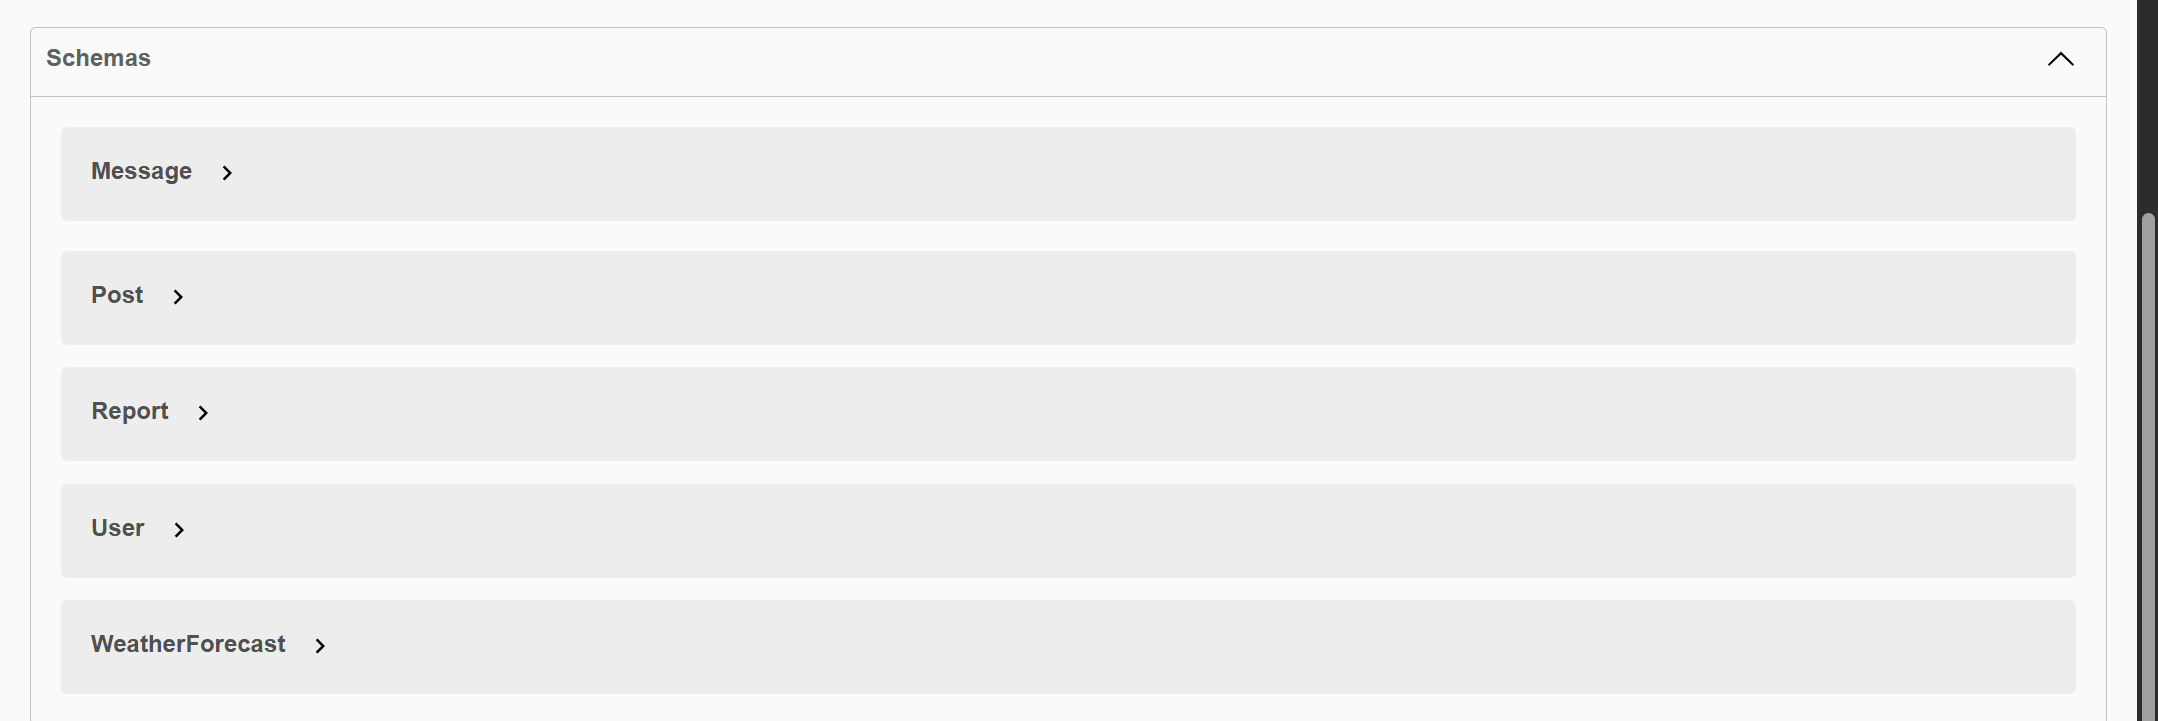 Schemas
Message
Post
Report
User
WeatherForecast